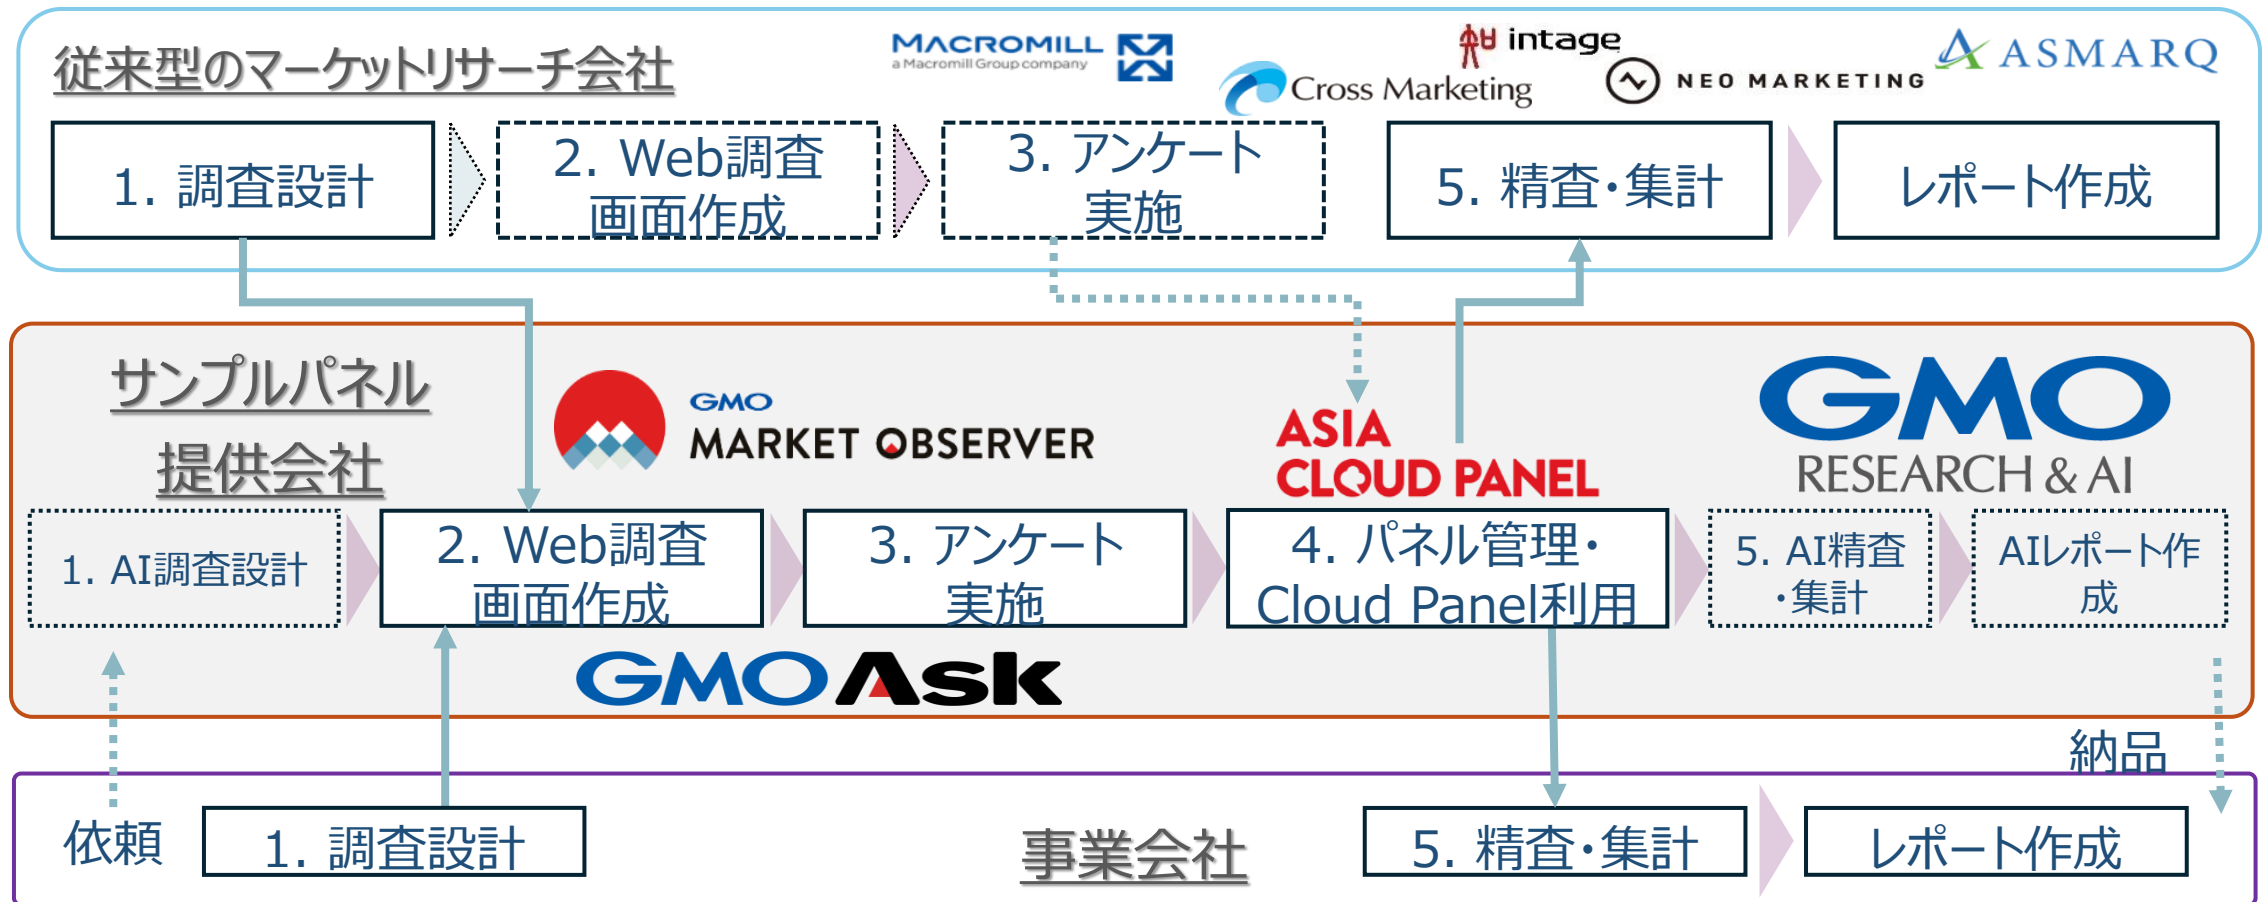 従来型のマーケットリサーチ会社
MACROMILL
a Macromill Group company
intage
Cross Marketing
NEO MARKETING
ASMARQ
1. 調査設計
2. Web調査
画面作成
3. アンケート
実施
5. 精査・集計
レポート作成
サンプルパネル
提供会社
GMO
MARKET OBSERVER
ASIA
CLOUD PANEL
GMO
RESEARCH & AI
1. AI調査設計
2. Web調査
画面作成
3. アンケート
実施
4. パネル管理・
Cloud Panel利用
5. AI精査
・集計
AIレポート作
成
GMO Ask
納品
依頼
1. 調査設計
事業会社
5. 精査・集計
レポート作成